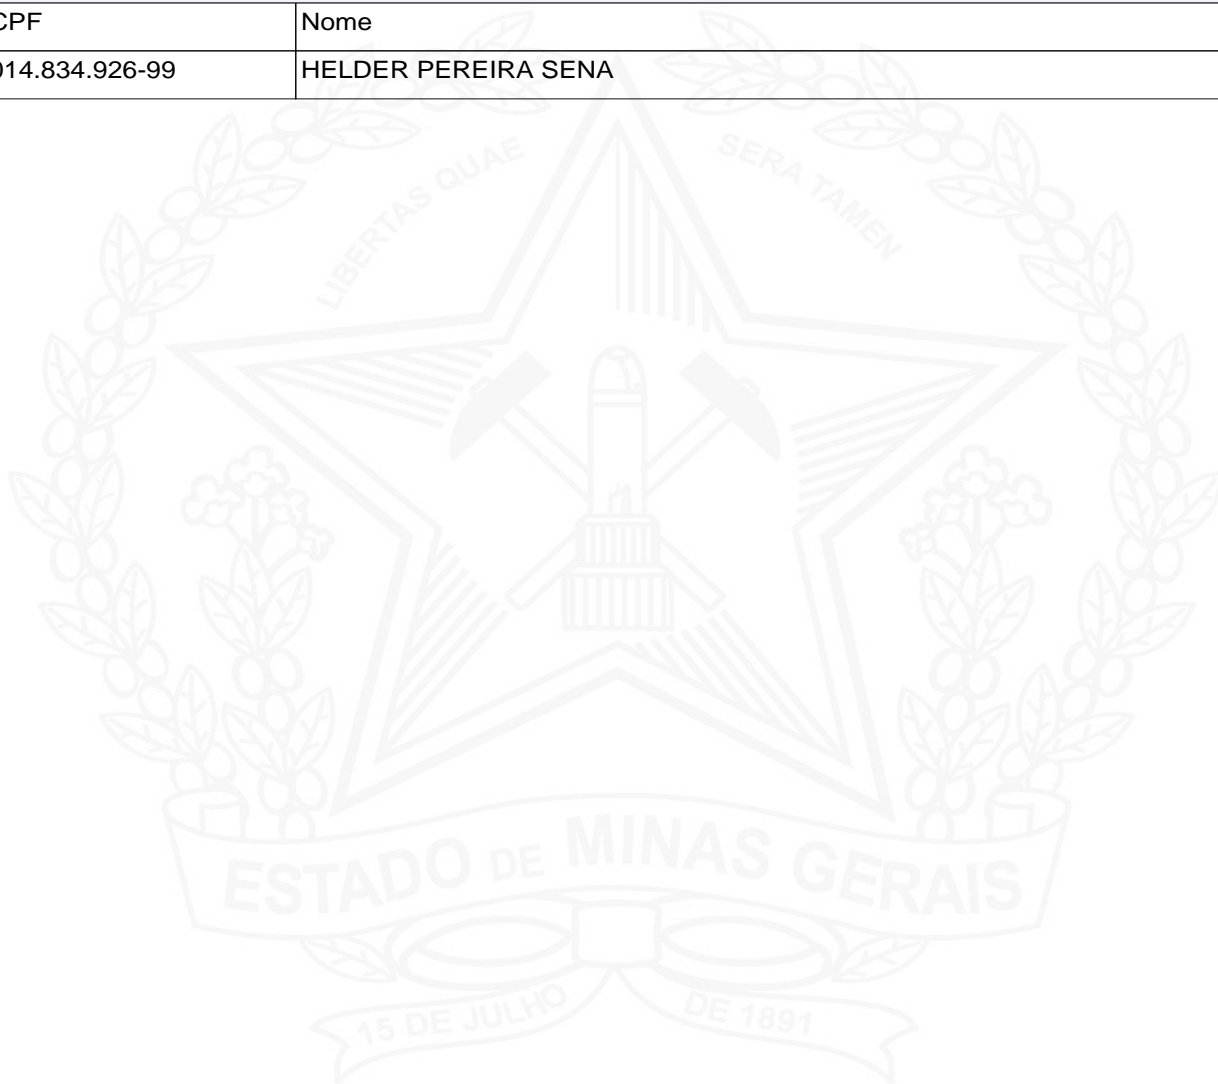 CPF Nome
014.834.926-99 HELDER PEREIRA SENA
LIBERTAS QUAE SERA TAMEN
ESTADO DE MINAS GERAIS
15 DE JULHO DE 1891